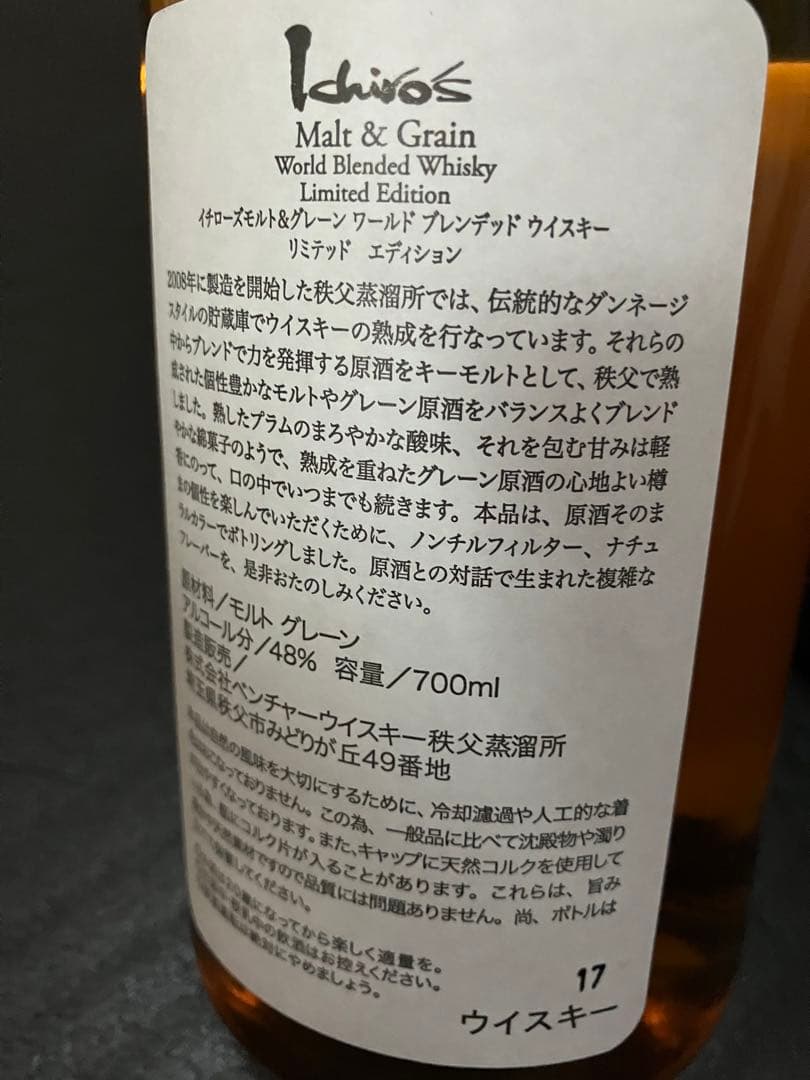 Ichiro's
Malt & Grain
World Blended Whisky
Limited Edition
イチローズモルト&グレーン ワールド ブレンデッド ウイスキー
リミテッド エディション
2008年に製造を開始した秩父蒸溜所では、伝統的なダンネージ
スタイルの貯蔵庫でウイスキーの熟成を行なっています。それらの
中からブレンドで力を発揮する原酒をキーモルトとして、秩父で熟
成された個性豊かなモルトやグレーン原酒をバランスよくブレンド
しました。熟したプラムのまろやかな酸味、それを包む甘みは軽
やかな綿菓子のようで、熟成を重ねたグレーン原酒の心地よい樽
香にのって、口の中でいつまでも続きます。本品は、原酒そのま
まの個性を楽しんでいただくために、ノンチルフィルター、ナチュ
ラルカラーでボトリングしました。原酒との対話で生まれた複雑な
フレーバーを、是非おたのしみください。
原材料/モルト グレーン
アルコール分/48% 容量/700ml
製造販売/
株式会社ベンチャーウイスキー秩父蒸溜所
埼玉県秩父市みどりが丘49番地
自然の風味を大切にするために、冷却濾過や人工的な着
なっておりません。この為、一般品に比べて沈殿物や濁り
やすくなっております。また、キャップに天然コルクを使用して
コルク片が入ることがあります。これらは、旨み
天然素材ですので品質には問題ありません。尚、ボトルは
してください。
になってから楽しく適量を。
の飲酒はお控えください。
絶対にやめましょう。
17
ウイスキー